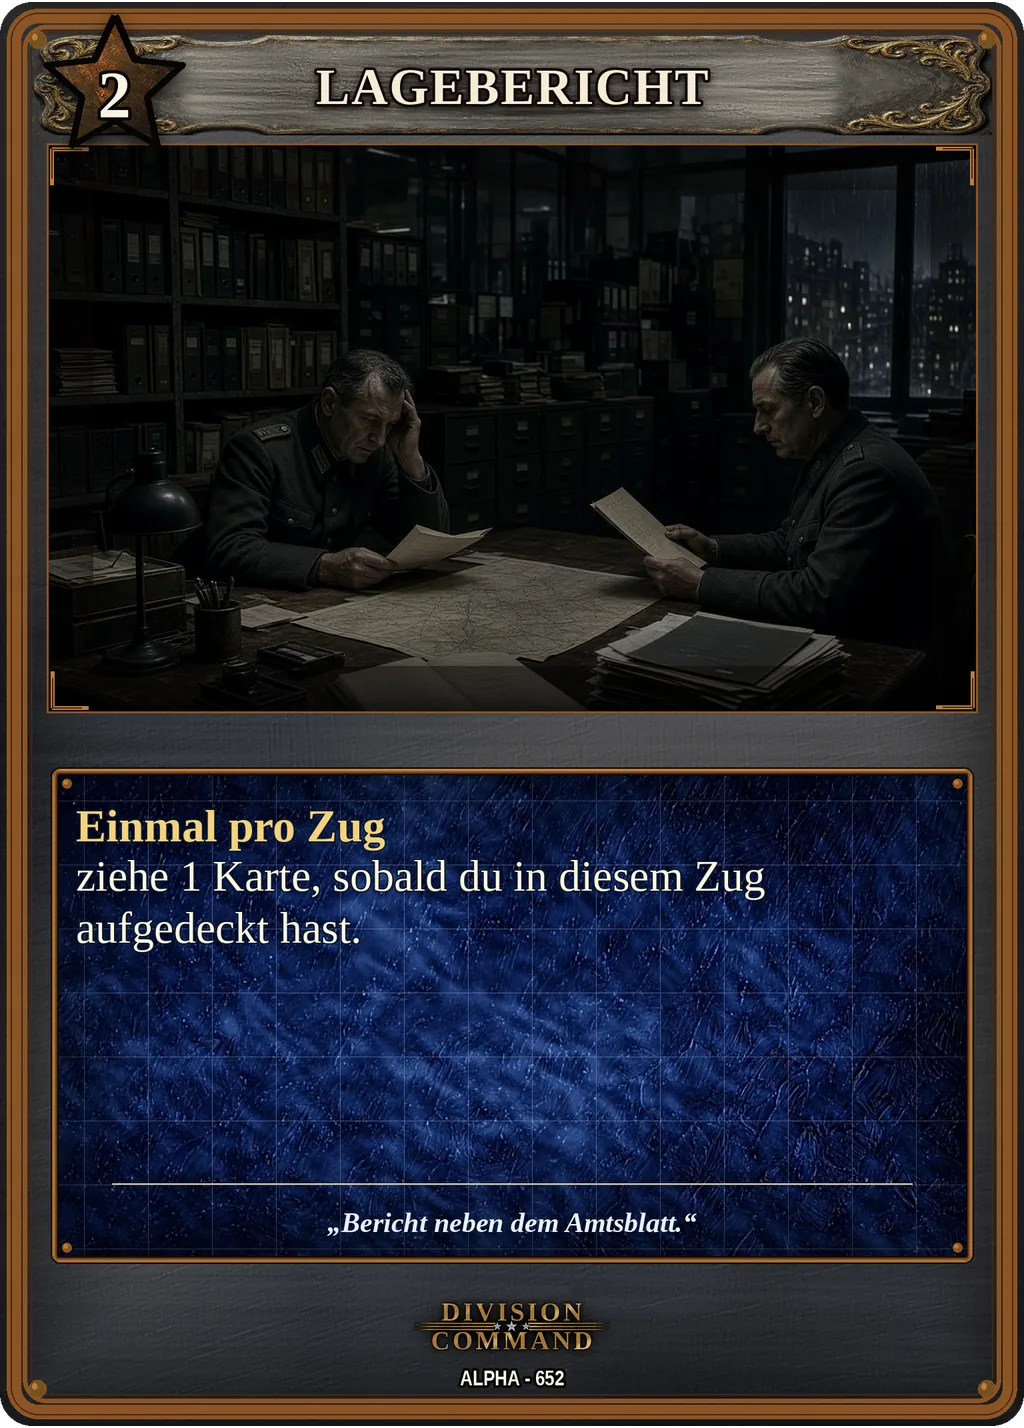 2
LAGEBERICHT
Einmal pro Zug
ziehe 1 Karte, sobald du in diesem Zug
aufgedeckt hast.
„Bericht neben dem Amtsblatt.“
DIVISION
COMMAND
ALPHA - 652